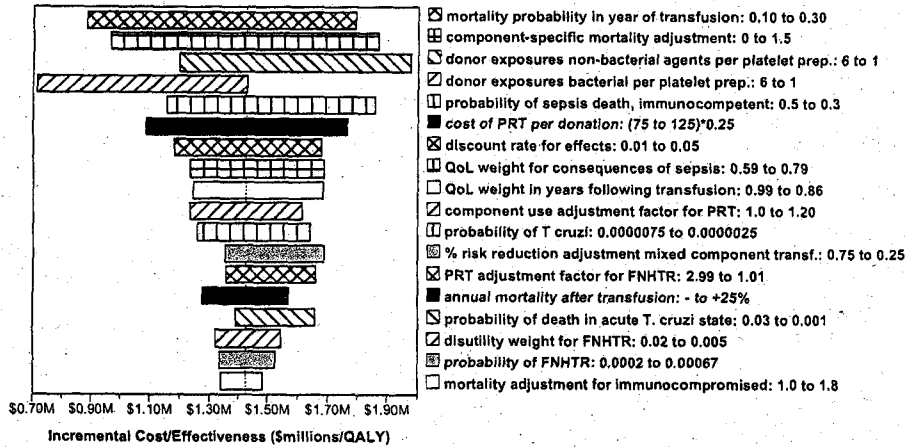 mortality probability in year of transfusion: 0.10 to 0.30
component-specific mortality adjustment: 0 to 1.5
donor exposures non-bacterial agents per platelet prep.: 6 to 1
donor exposures bacterial per platelet prep.: 6 to 1
probability of sepsis death, immunocompetent: 0.5 to 0.3
cost of PRT per donation: (75 to 125)*0.25
discount rate for effects: 0.01 to 0.05
QoL weight for consequences of sepsis: 0.59 to 0.79
QoL weight in years following transfusion: 0.99 to 0.86
component use adjustment factor for PRT: 1.0 to 1.20
probability of T cruzi: 0.0000075 to 0.0000025
% risk reduction adjustment mixed component transf.: 0.75 to 0.25
PRT adjustment factor for FNHTR: 2.99 to 1.01
annual mortality after transfusion: - to +25%
probability of death in acute T. cruzi state: 0.03 to 0.001
disutility weight for FNHTR: 0.02 to 0.005
probability of FNHTR: 0.0002 to 0.00067
mortality adjustment for immunocompromised: 1.0 to 1.8
$0.70M $0.90M $1.10M $1.30M $1.50M $1.70M $1.90M
Incremental Cost/Effectiveness ($millions/QALY)